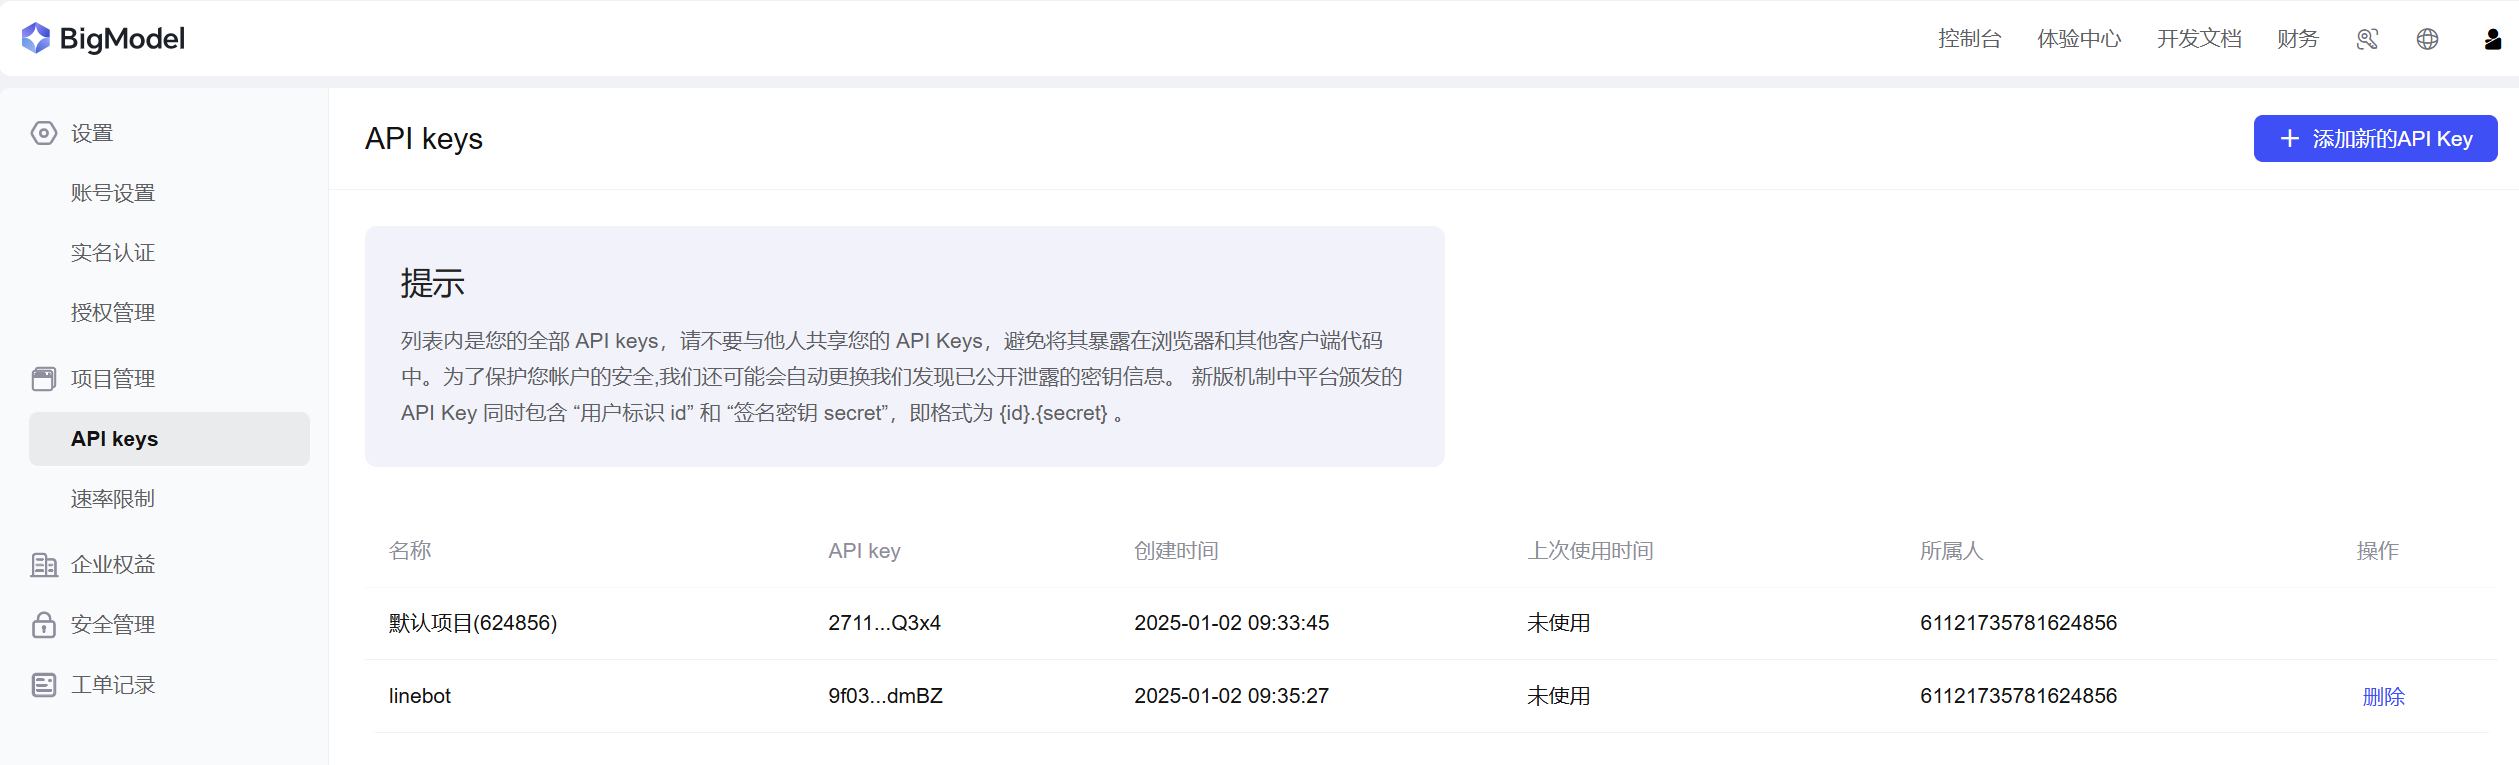 BigModel
控制台 体验中心 开发文档 财务
设置
账号设置
实名认证
授权管理
项目管理
API keys
速率限制
企业权益
安全管理
工单记录
API keys
添加新的API Key
提示
列表内是您的全部 API keys，请不要与他人共享您的 API Keys，避免将其暴露在浏览器和其他客户端代码
中。为了保护您帐户的安全,我们还可能会自动更换我们发现已公开泄露的密钥信息。 新版机制中平台颁发的
API Key 同时包含 “用户标识 id” 和 “签名密钥 secret”，即格式为 {id}.{secret} 。
名称 API key 创建时间 上次使用时间 所属人 操作
默认项目(624856) 2711...Q3x4 2025-01-02 09:33:45 未使用 61121735781624856
linebot 9f03...dmBZ 2025-01-02 09:35:27 未使用 61121735781624856 删除